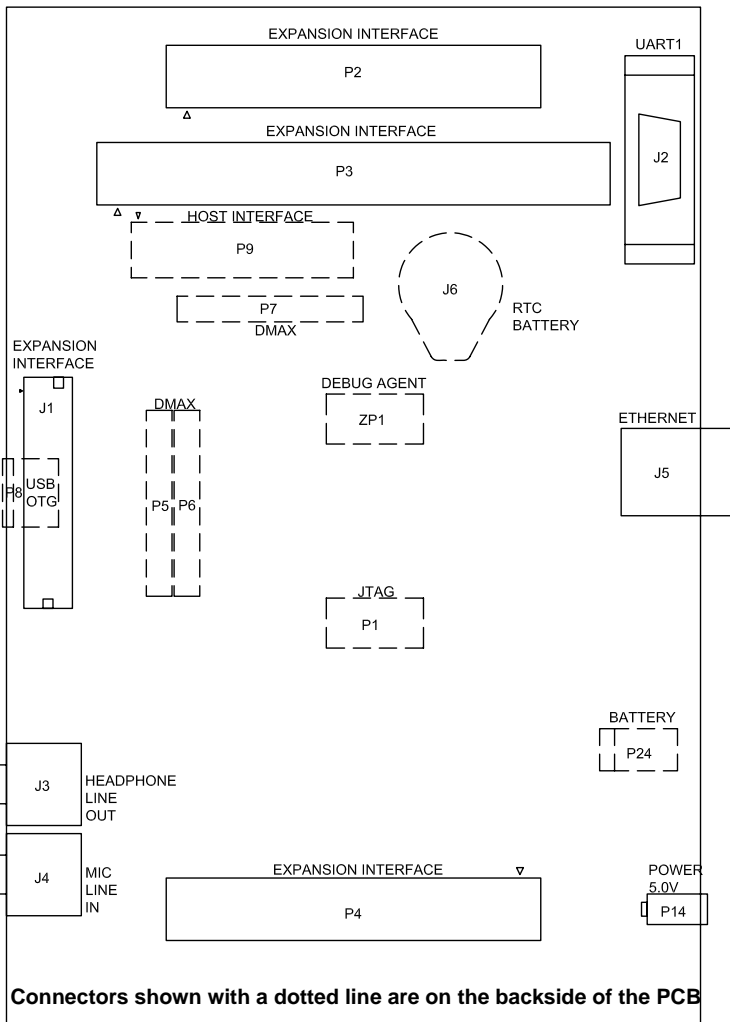 EXPANSION INTERFACE
P2
UART1
J2
EXPANSION INTERFACE
P3
HOST INTERFACE
P9
P7
DMAX
J6
RTC
BATTERY
EXPANSION
INTERFACE
J1
P8
USB
OTG
DMAX
P5
P6
DEBUG AGENT
ZP1
ETHERNET
J5
JTAG
P1
BATTERY
P24
J3
HEADPHONE
LINE
OUT
J4
MIC
LINE
IN
EXPANSION INTERFACE
P4
POWER
5.0V
P14
Connectors shown with a dotted line are on the backside of the PCB